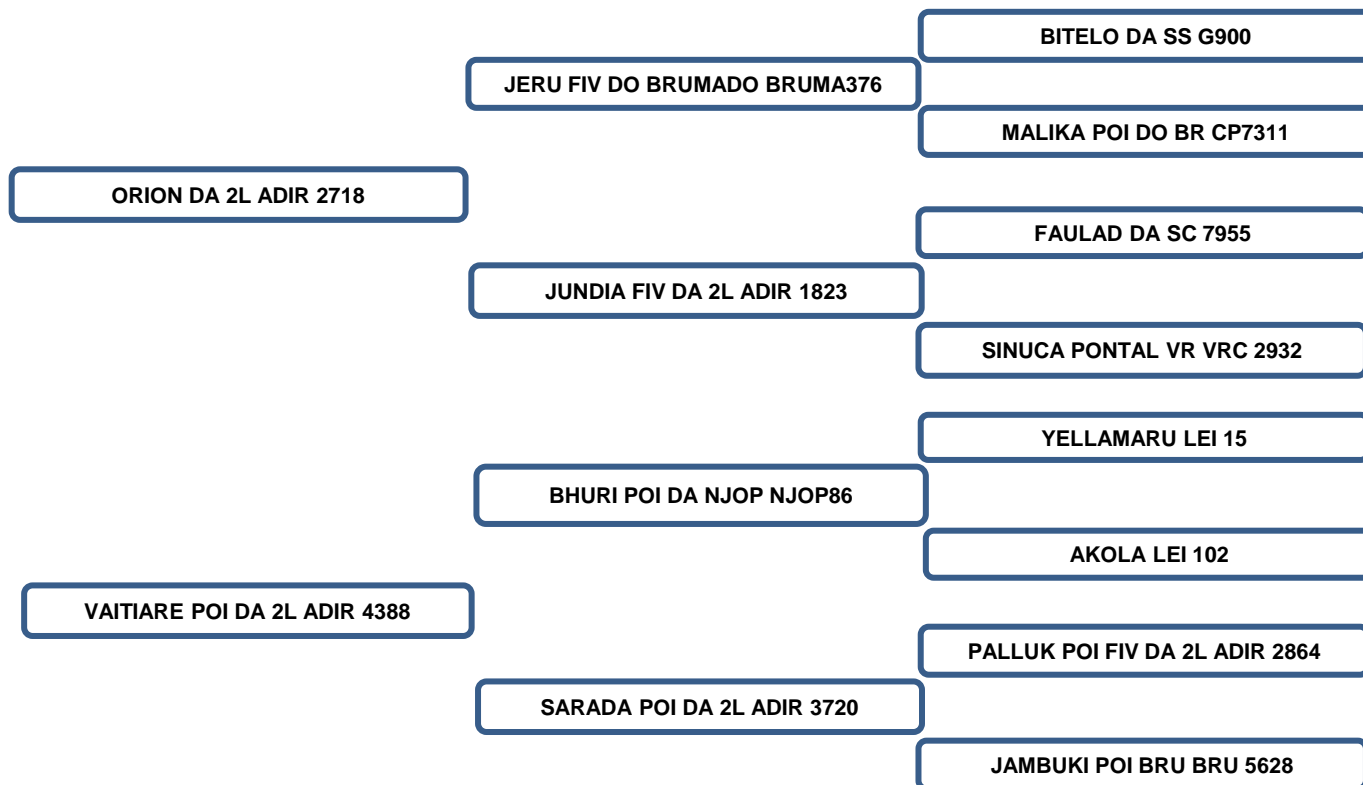 BITELO DA SS G900
JERU FIV DO BRUMADO BRUMA376
MALIKA POI DO BR CP7311
ORION DA 2L ADIR 2718
FAULAD DA SC 7955
JUNDIA FIV DA 2L ADIR 1823
SINUCA PONTAL VR VRC 2932
YELLAMARU LEI 15
BHURI POI DA NJOP NJOP86
AKOLA LEI 102
VAITIARE POI DA 2L ADIR 4388
PALLUK POI FIV DA 2L ADIR 2864
SARADA POI DA 2L ADIR 3720
JAMBUKI POI BRU BRU 5628